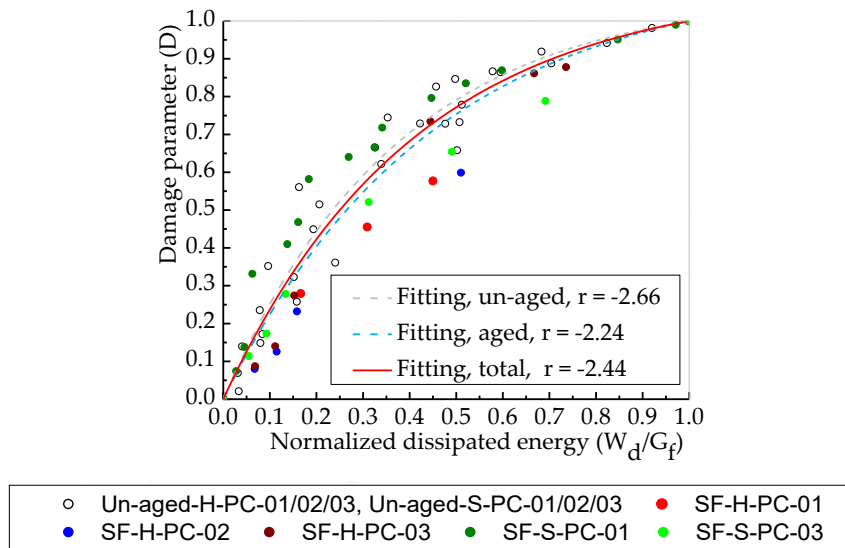 1.0
0.9
0.8
0.7
0.6
0.5
0.4
0.3
0.2
0.1
0.0
Damage parameter (D)
Fitting, un-aged, r = -2.66
Fitting, aged, r = -2.24
Fitting, total, r = -2.44
0.0 0.1 0.2 0.3 0.4 0.5 0.6 0.7 0.8 0.9 1.0
Normalized dissipated energy (W_d/G_f)
Un-aged-H-PC-01/02/03, Un-aged-S-PC-01/02/03 SF-H-PC-01
SF-H-PC-02 SF-H-PC-03 SF-S-PC-01 SF-S-PC-03